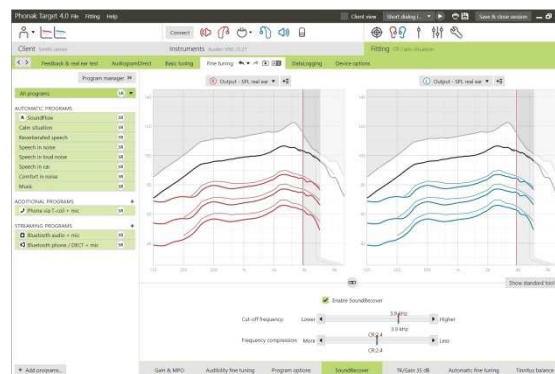 Phonak Target 4.0 File Fitting Help
Client view
Short dialog
Save & close session
Connect
Client
Instruments
Fitting
Feedback & real ear test
AudiogramDirect
Basic tuning
Fine tuning
DataLogging
Device options
Program manager
All programs
Output - SPL real ear
Output - SPL real ear
AUTOMATIC PROGRAMS
SoundFlow
Calm situation
Reverberated speech
Speech in noise
Speech in loud noise
Speech in car
Comfort in noise
Music
ADDITIONAL PROGRAMS
Phone via T-coil + mic
STREAMING PROGRAMS
Bluetooth audio + mic
Bluetooth phone / DECT + mic
Show standard tool
Enable SoundRecover
3.9 kHz
Cut-off frequency
Lower
Higher
3.9 kHz
CR:2.4
Frequency compression
More
Less
CR:2.4
+ Add program...
Gain & MPO
Audibility fine tuning
Program options
SoundRecover
TK/Gain 35 dB
Automatic fine tuning
Tinnitus balance